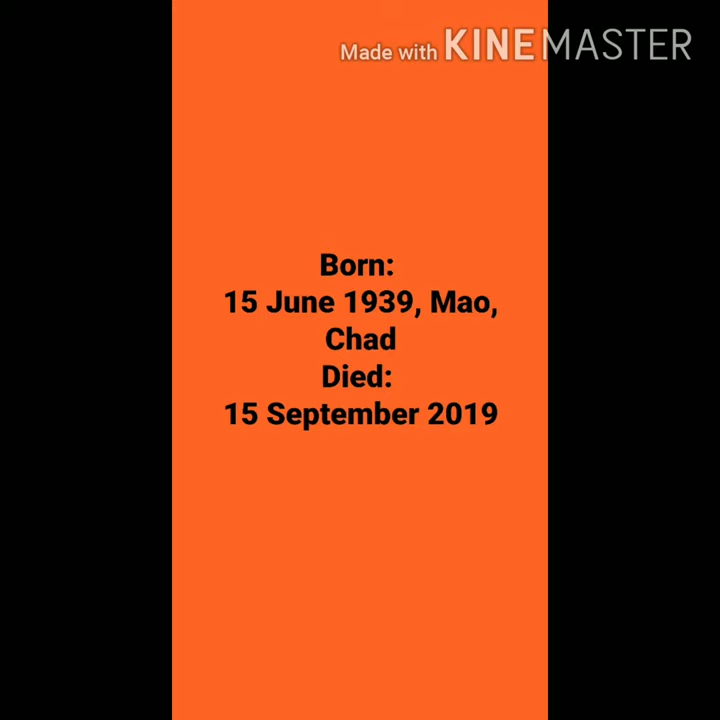 Made with KINEMASTER
Born:
15 June 1939, Mao,
Chad
Died:
15 September 2019